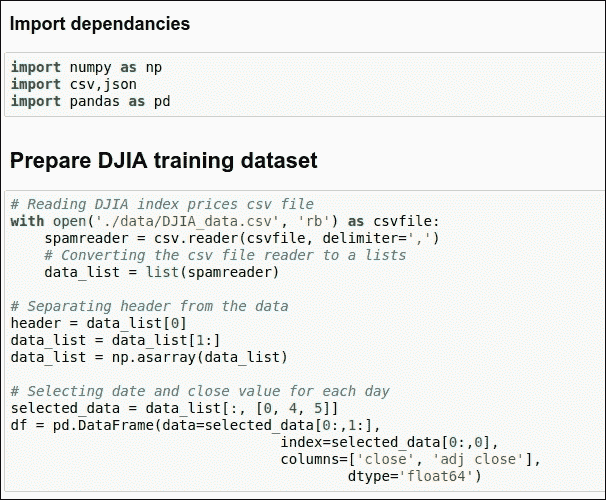 Import dependancies
import numpy as np
import csv,json
import pandas as pd
Prepare DJIA training dataset
# Reading DJIA index prices csv file
with open('./data/DJIA_data.csv', 'rb') as csvfile:
    spamreader = csv.reader(csvfile, delimiter=',')
    # Converting the csv file reader to a lists
    data_list = list(spamreader)
# Separating header from the data
header = data_list[0]
data_list = data_list[1:]
data_list = np.asarray(data_list)
# Selecting date and close value for each day
selected_data = data_list[:, [0, 4, 5]]
df = pd.DataFrame(data=selected_data[0:,1:],
                                index=selected_data[0:,0],
                                columns=['close', 'adj close'],
                                        dtype='float64')